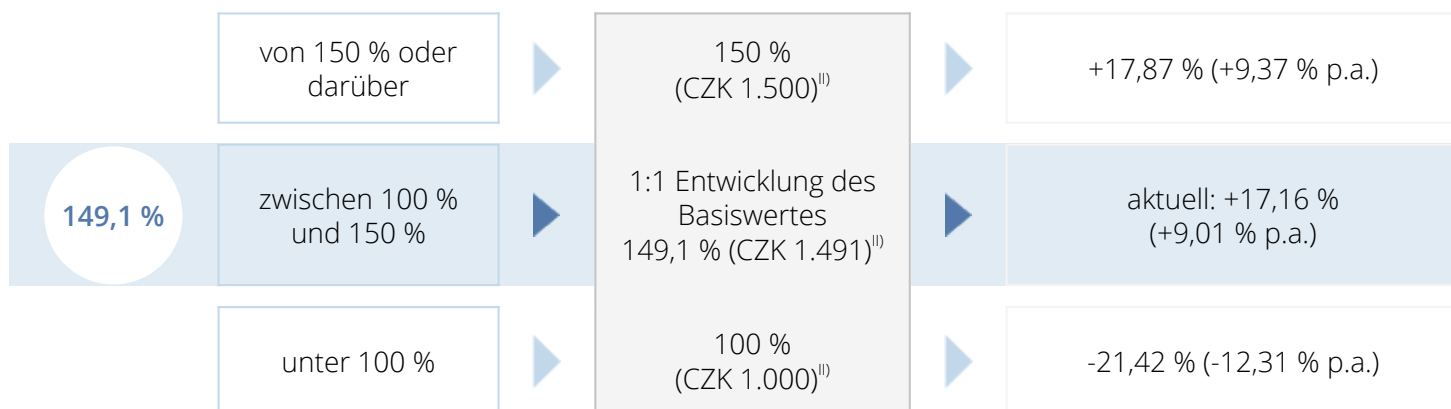 von 150 % oder
darüber
150 %
(CZK 1.500)II)
+17,87 % (+9,37 % p.a.)
149,1 %
zwischen 100 %
und 150 %
1:1 Entwicklung des
Basiswertes
149,1 % (CZK 1.491)II)
aktuell: +17,16 %
(+9,01 % p.a.)
unter 100 %
100 %
(CZK 1.000)II)
-21,42 % (-12,31 % p.a.)